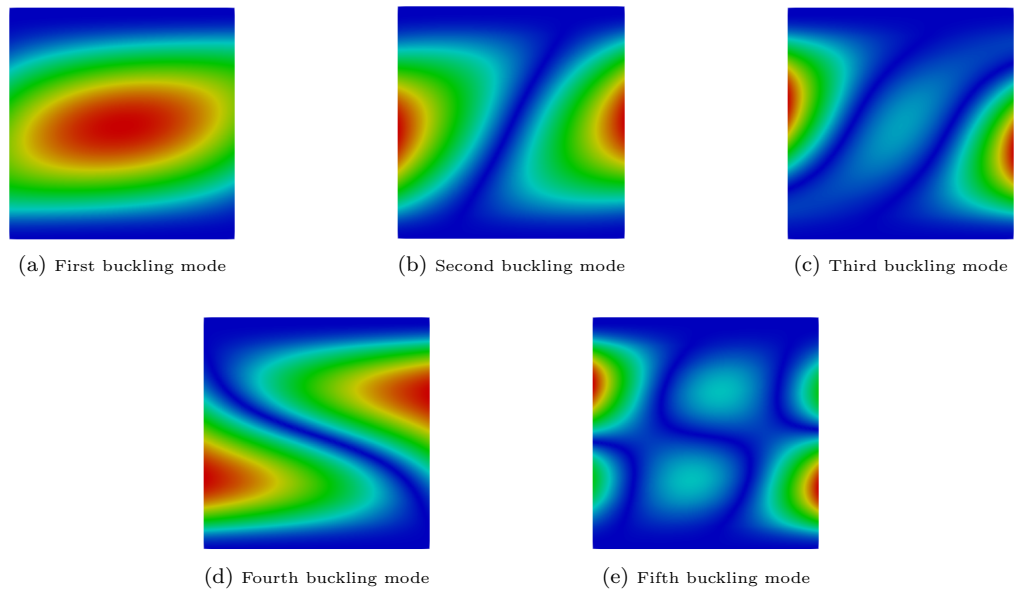 (a) First buckling mode
(b) Second buckling mode
(c) Third buckling mode
(d) Fourth buckling mode
(e) Fifth buckling mode